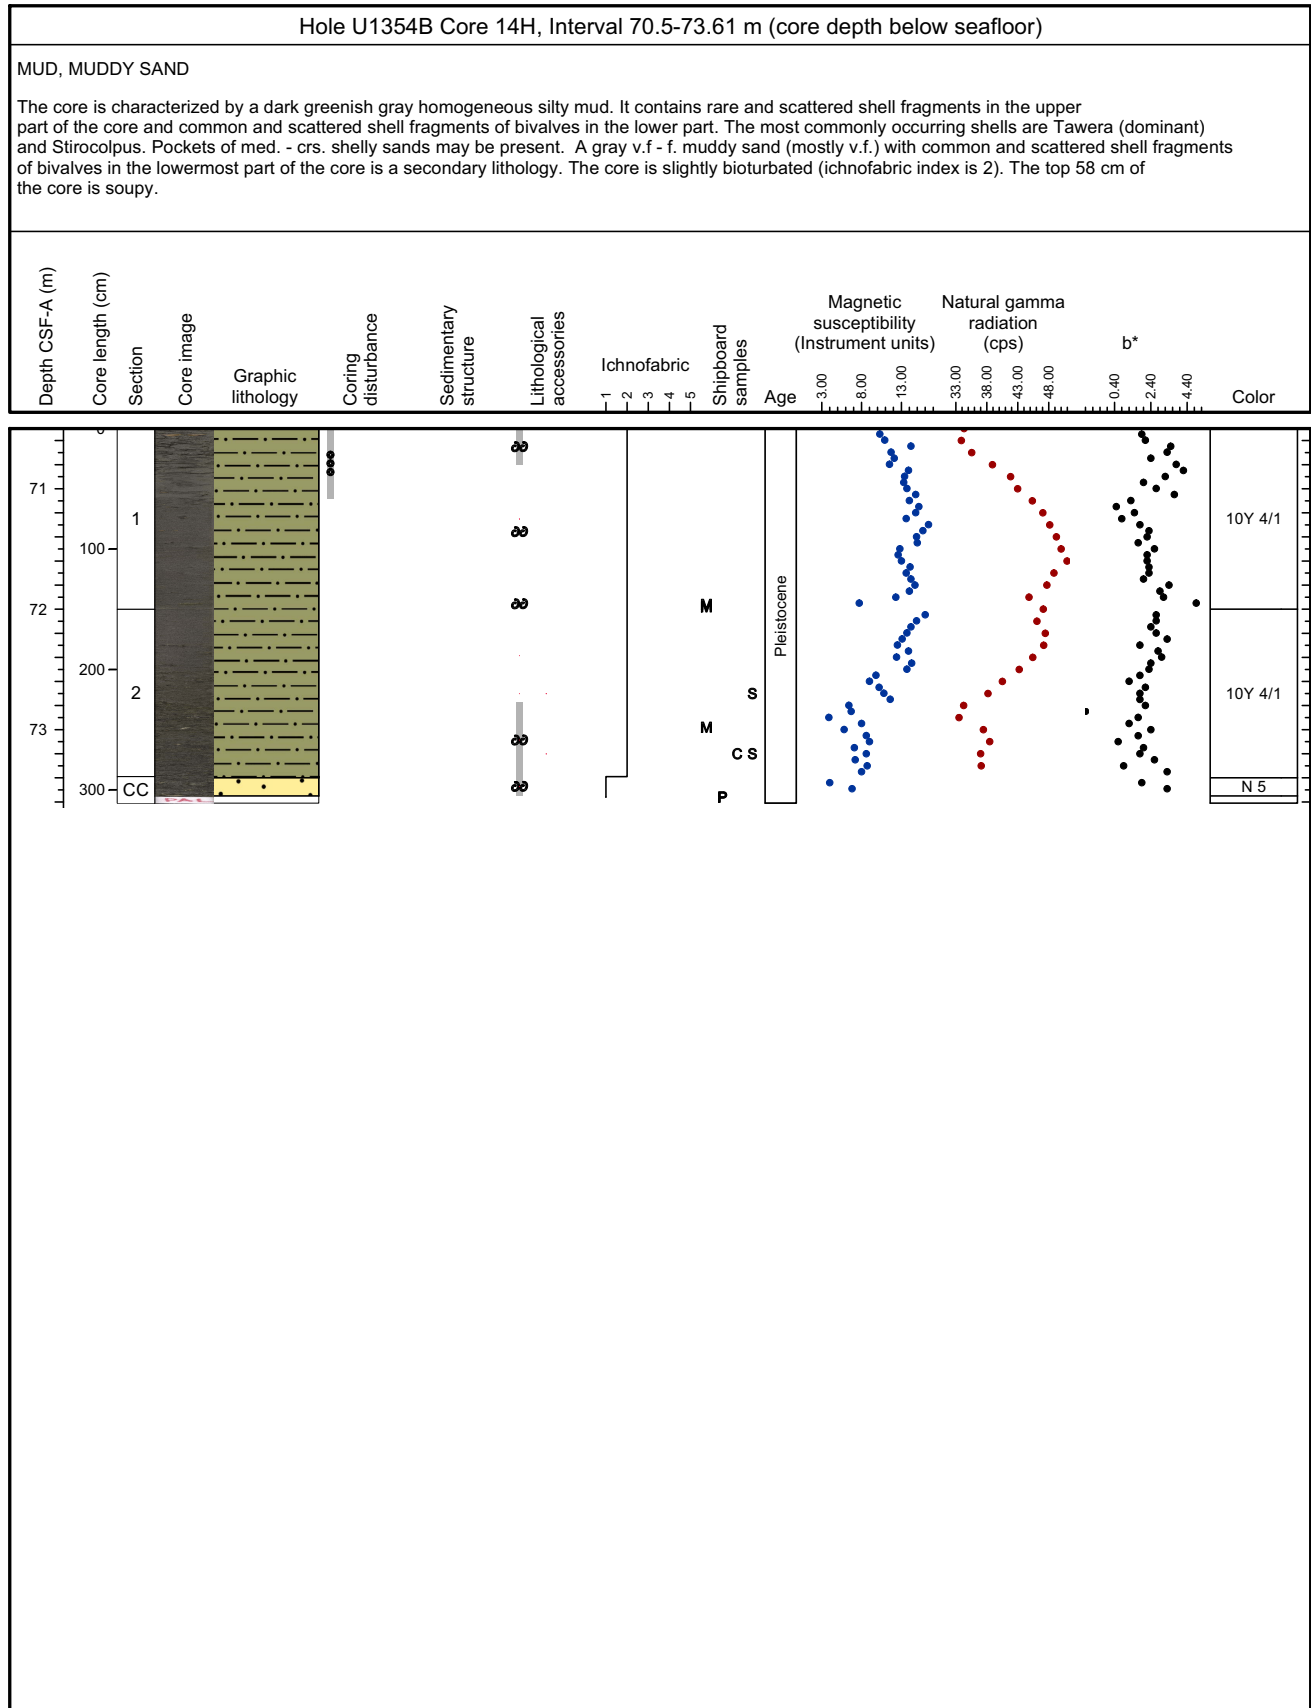 Hole U1354B Core 14H, Interval 70.5-73.61 m (core depth below seafloor)
MUD, MUDDY SAND
The core is characterized by a dark greenish gray homogeneous silty mud. It contains rare and scattered shell fragments in the upper
part of the core and common and scattered shell fragments of bivalves in the lower part. The most commonly occurring shells are Tawera (dominant)
and Stirocolpus. Pockets of med. - crs. shelly sands may be present. A gray v.f - f. muddy sand (mostly v.f.) with common and scattered shell fragments
of bivalves in the lowermost part of the core is a secondary lithology. The core is slightly bioturbated (ichnofabric index is 2). The top 58 cm of
the core is soupy.
Depth CSF-A (m)
Core length (cm)
Section
Core image
Graphic
lithology
Coring
disturbance
Sedimentary
structure
Lithological
accessories
Ichnofabric
1 2 3 4 5
Shipboard
samples
Age
Magnetic
susceptibility
(Instrument units)
3.00 8.00 13.00
Natural gamma
radiation
(cps)
33.00 38.00 43.00 48.00
b*
0.40 2.40 4.40
Color
0
71
1
10Y 4/1
100
Pleistocene
72
M
200
2
S
10Y 4/1
73
M
C S
300
CC
N 5
PAL
P